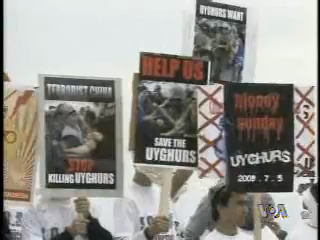 UYGHURS WANT
HELP US
SAVE THE
UYGHURS
TERRORIST CHINA
STOP
KILLING UYGHURS
bloody
sunday
UYGHURS
2009.7.5
VOA